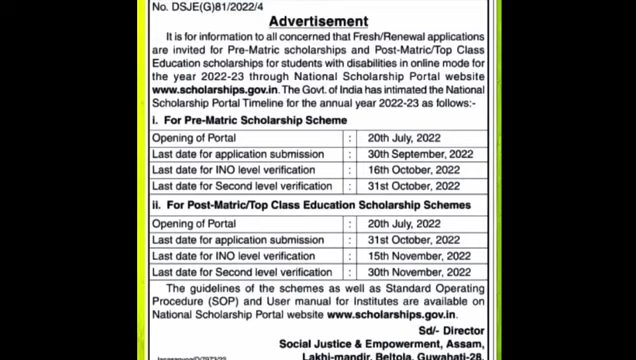 No. DSJE(G)81/2022/4
Advertisement
It is for information to all concerned that Fresh/Renewal applications
are invited for Pre-Matric scholarships and Post-Matric/Top Class
Education scholarships for students with disabilities in online mode for
the year 2022-23 through National Scholarship Portal website
www.scholarships.gov.in. The Govt. of India has intimated the National
Scholarship Portal Timeline for the annual year 2022-23 as follows:-
i. For Pre-Matric Scholarship Scheme
Opening of Portal : 20th July, 2022
Last date for application submission : 30th September, 2022
Last date for INO level verification : 16th October, 2022
Last date for Second level verification : 31st October, 2022
ii. For Post-Matric/Top Class Education Scholarship Schemes
Opening of Portal : 20th July, 2022
Last date for application submission : 31st October, 2022
Last date for INO level verification : 15th November, 2022
Last date for Second level verification : 30th November, 2022
The guidelines of the schemes as well as Standard Operating
Procedure (SOP) and User manual for Institutes are available on
National Scholarship Portal website www.scholarships.gov.in.
Sd/- Director
Social Justice & Empowerment, Assam,
Lakhi-mandir, Beltola, Guwahati-28.